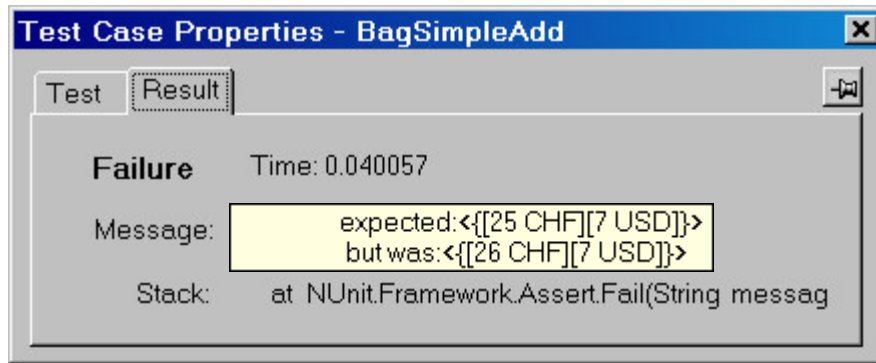 Test Case Properties - BagSimpleAdd
Test Result
Failure Time: 0.040057
Message: expected:<{[25 CHF][7 USD]}>
but was:<{[26 CHF][7 USD]}>
Stack: at NUnit.Framework.Assert.Fail(String messag